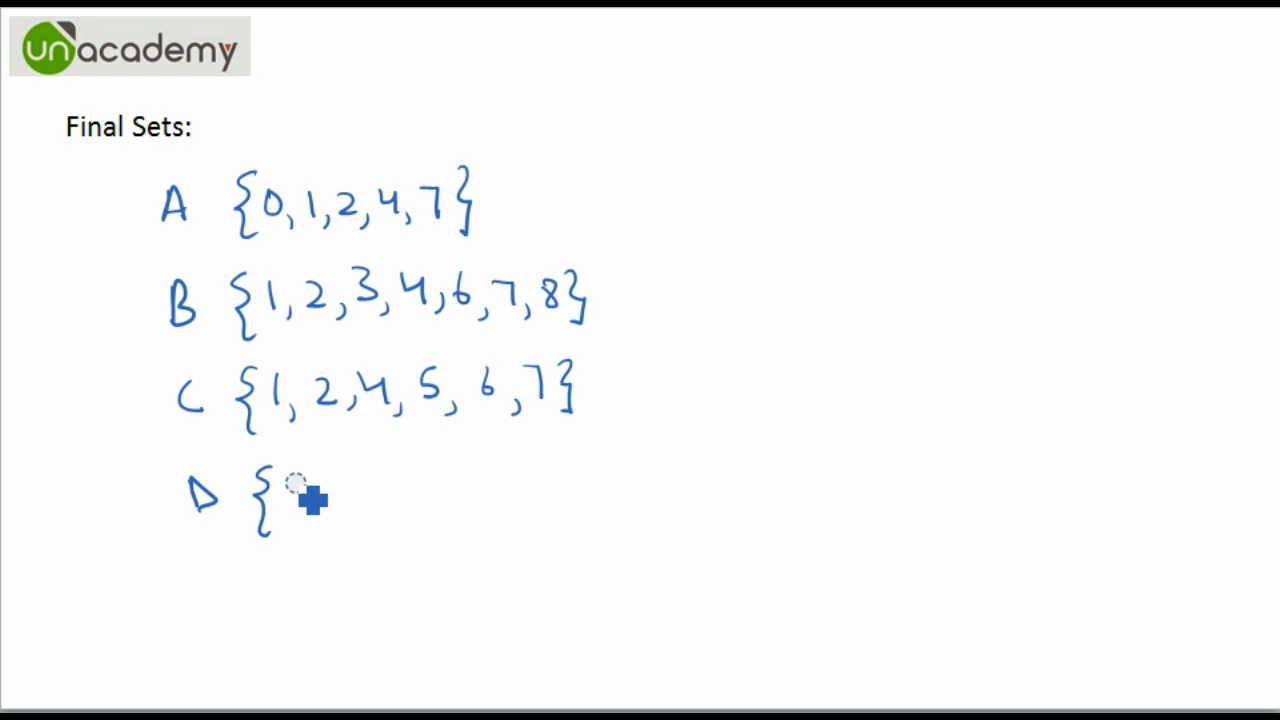 unacademy
Final Sets:
A {0,1,2,4,7}
B {1,2,3,4,6,7,8}
C {1,2,4,5,6,7}
D {